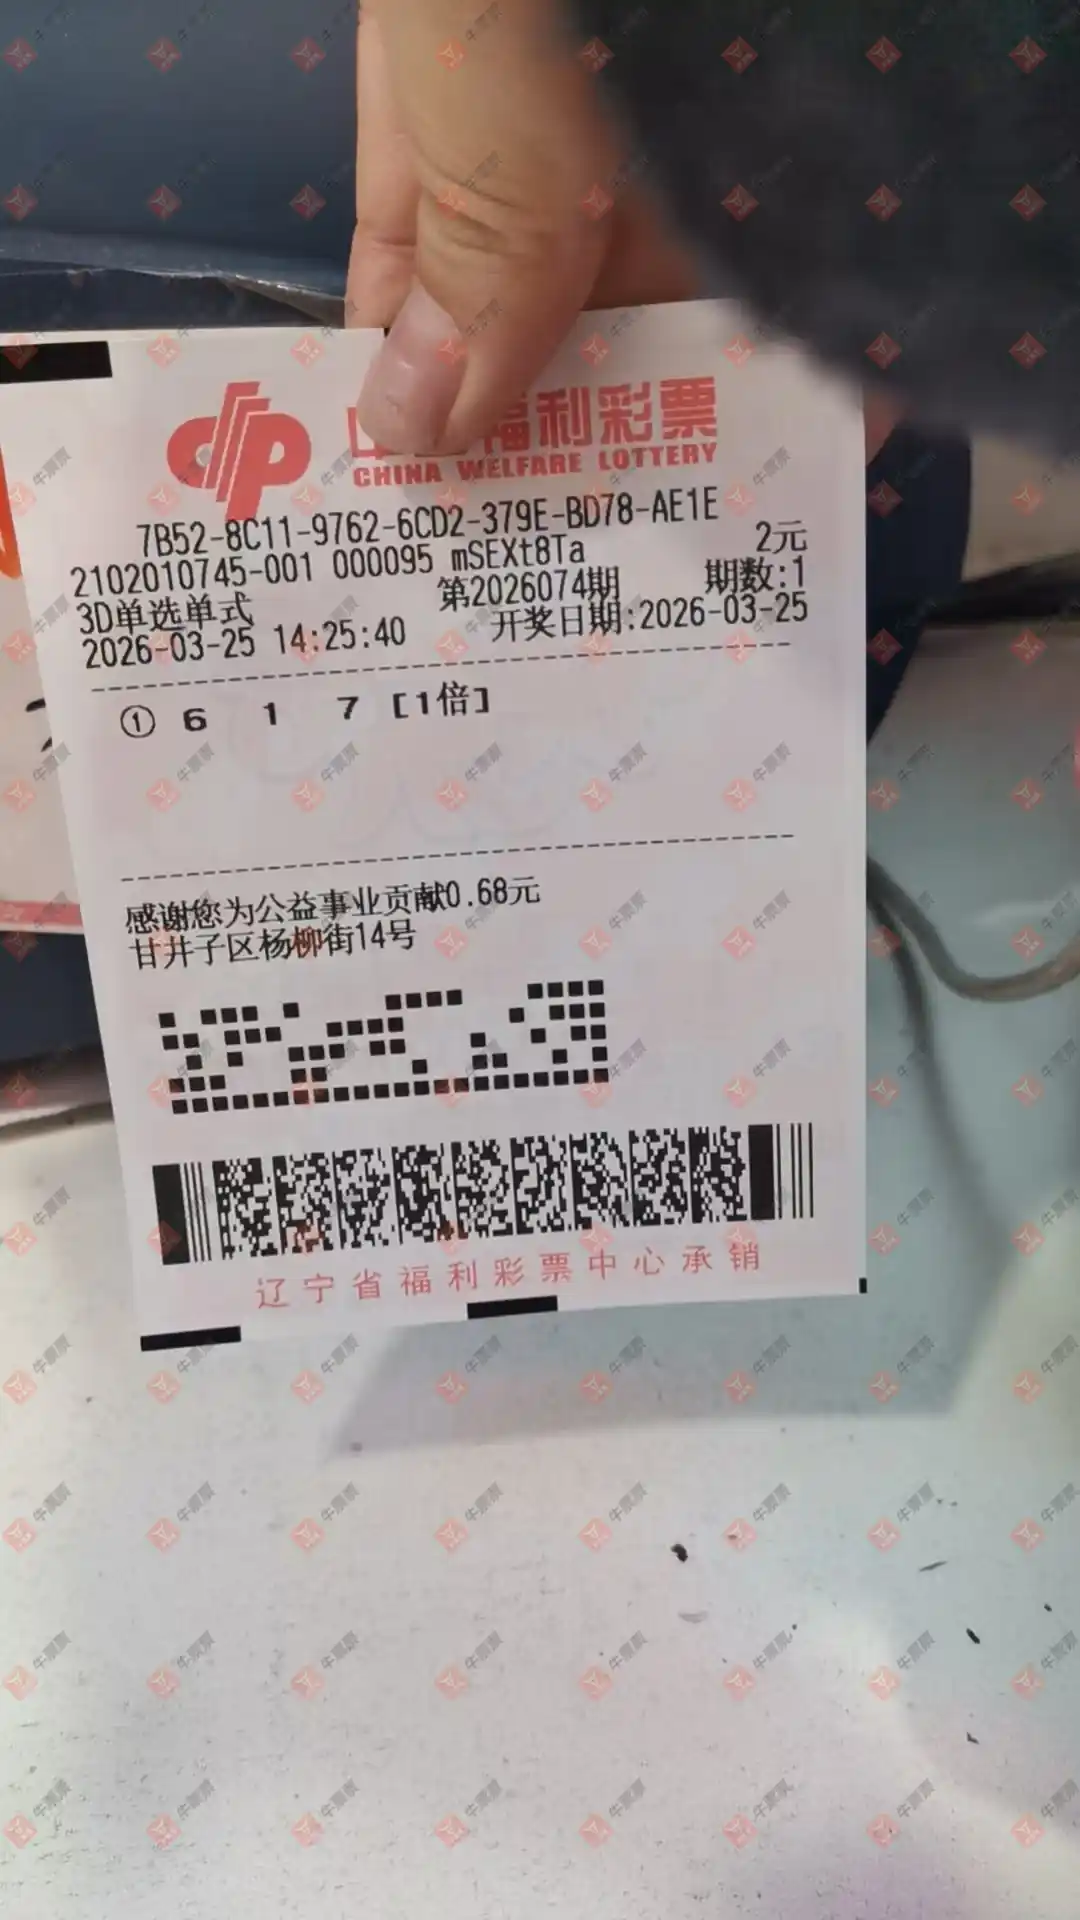 福利彩票
CHINA WELFARE LOTTERY
7B52-8C11-9762-6CD2-379E-BD78-AE1E
2102010745-001 000095 mSEXt8Ta 2元
3D单选单式 第2026074期 期数:1
2026-03-25 14:25:40 开奖日期:2026-03-25
① 6 1 7 [1倍]
感谢您为公益事业贡献0.68元
甘井子区杨柳街14号
辽宁省福利彩票中心承销
牛票票